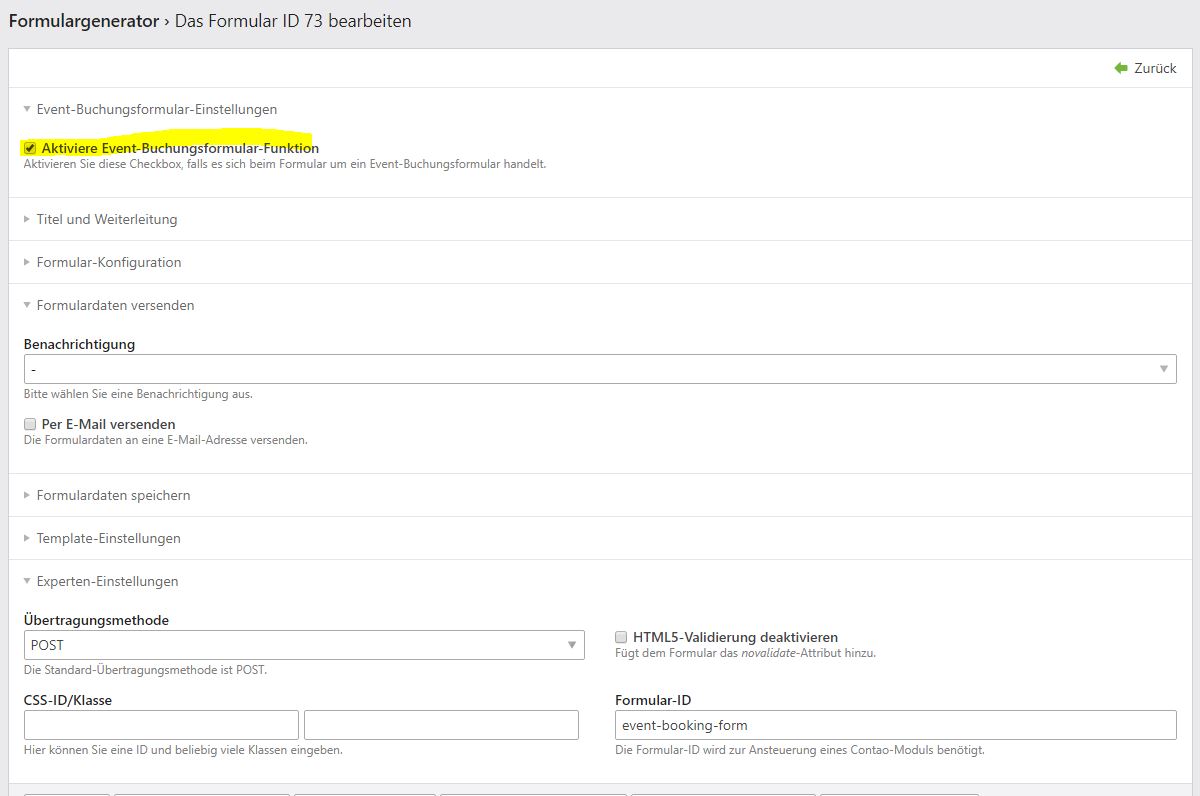 Formulargenerator › Das Formular ID 73 bearbeiten
Zurück
Event-Buchungsformular-Einstellungen
Aktiviere Event-Buchungsformular-Funktion
Aktivieren Sie diese Checkbox, falls es sich beim Formular um ein Event-Buchungsformular handelt.
Titel und Weiterleitung
Formular-Konfiguration
Formulardaten versenden
Benachrichtigung
-
Bitte wählen Sie eine Benachrichtigung aus.
Per E-Mail versenden
Die Formulardaten an eine E-Mail-Adresse versenden.
Formulardaten speichern
Template-Einstellungen
Experten-Einstellungen
Übertragungsmethode
POST
Die Standard-Übertragungsmethode ist POST.
HTML5-Validierung deaktivieren
Fügt dem Formular das novalidate-Attribut hinzu.
CSS-ID/Klasse
Hier können Sie eine ID und beliebig viele Klassen eingeben.
Formular-ID
event-booking-form
Die Formular-ID wird zur Ansteuerung eines Contao-Moduls benötigt.